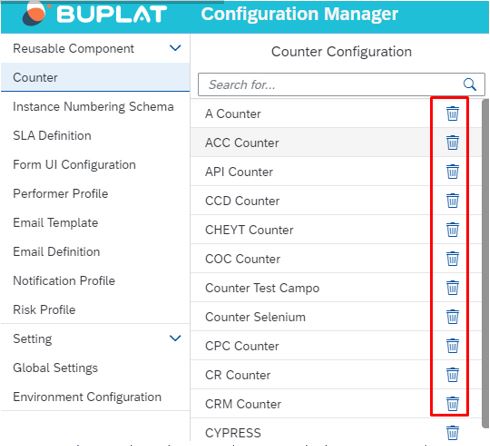 BUPLAT
Configuration Manager
Reusable Component
Counter
Instance Numbering Schema
SLA Definition
Form UI Configuration
Performer Profile
Email Template
Email Definition
Notification Profile
Risk Profile
Setting
Global Settings
Environment Configuration
Counter Configuration
Search for...
A Counter
ACC Counter
API Counter
CCD Counter
CHEYT Counter
COC Counter
Counter Test Campo
Counter Selenium
CPC Counter
CR Counter
CRM Counter
CYPRESS